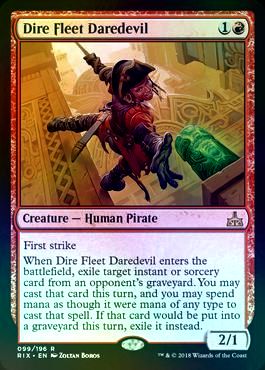 Dire Fleet Daredevil 1
Creature — Human Pirate
First strike
When Dire Fleet Daredevil enters the
battlefield, exile target instant or sorcery
card from an opponent's graveyard. You may
cast that card this turn, and you may spend
mana as though it were mana of any type to
cast that spell. If that card would be put into
a graveyard this turn, exile it instead.
2/1
099/196 R
RIX • EN Zoltan Boros
™ & © 2018 Wizards of the Coast